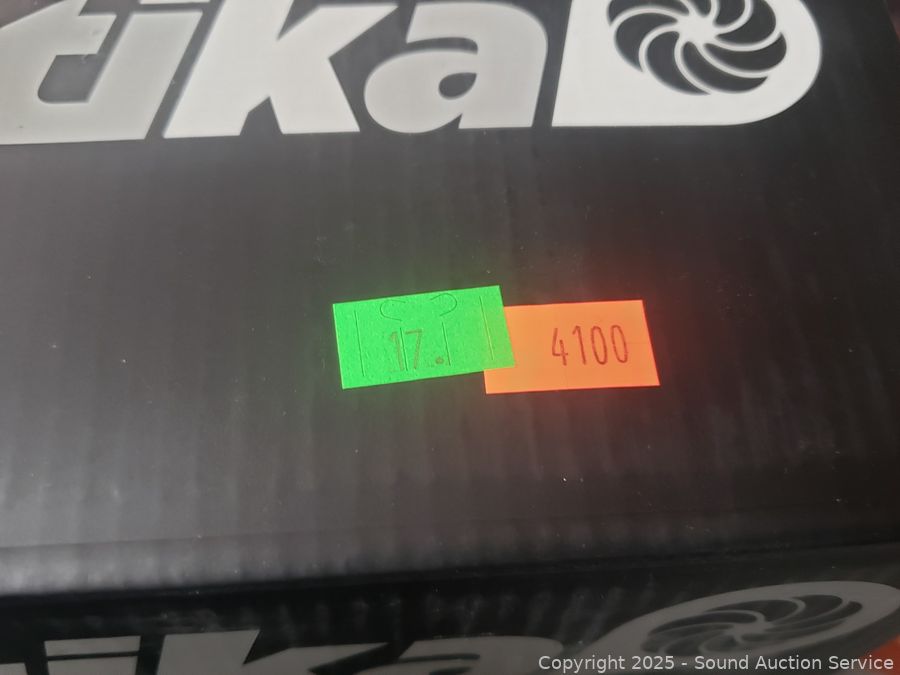 tika
17.
4100
tika
Copyright 2025 - Sound Auction Service